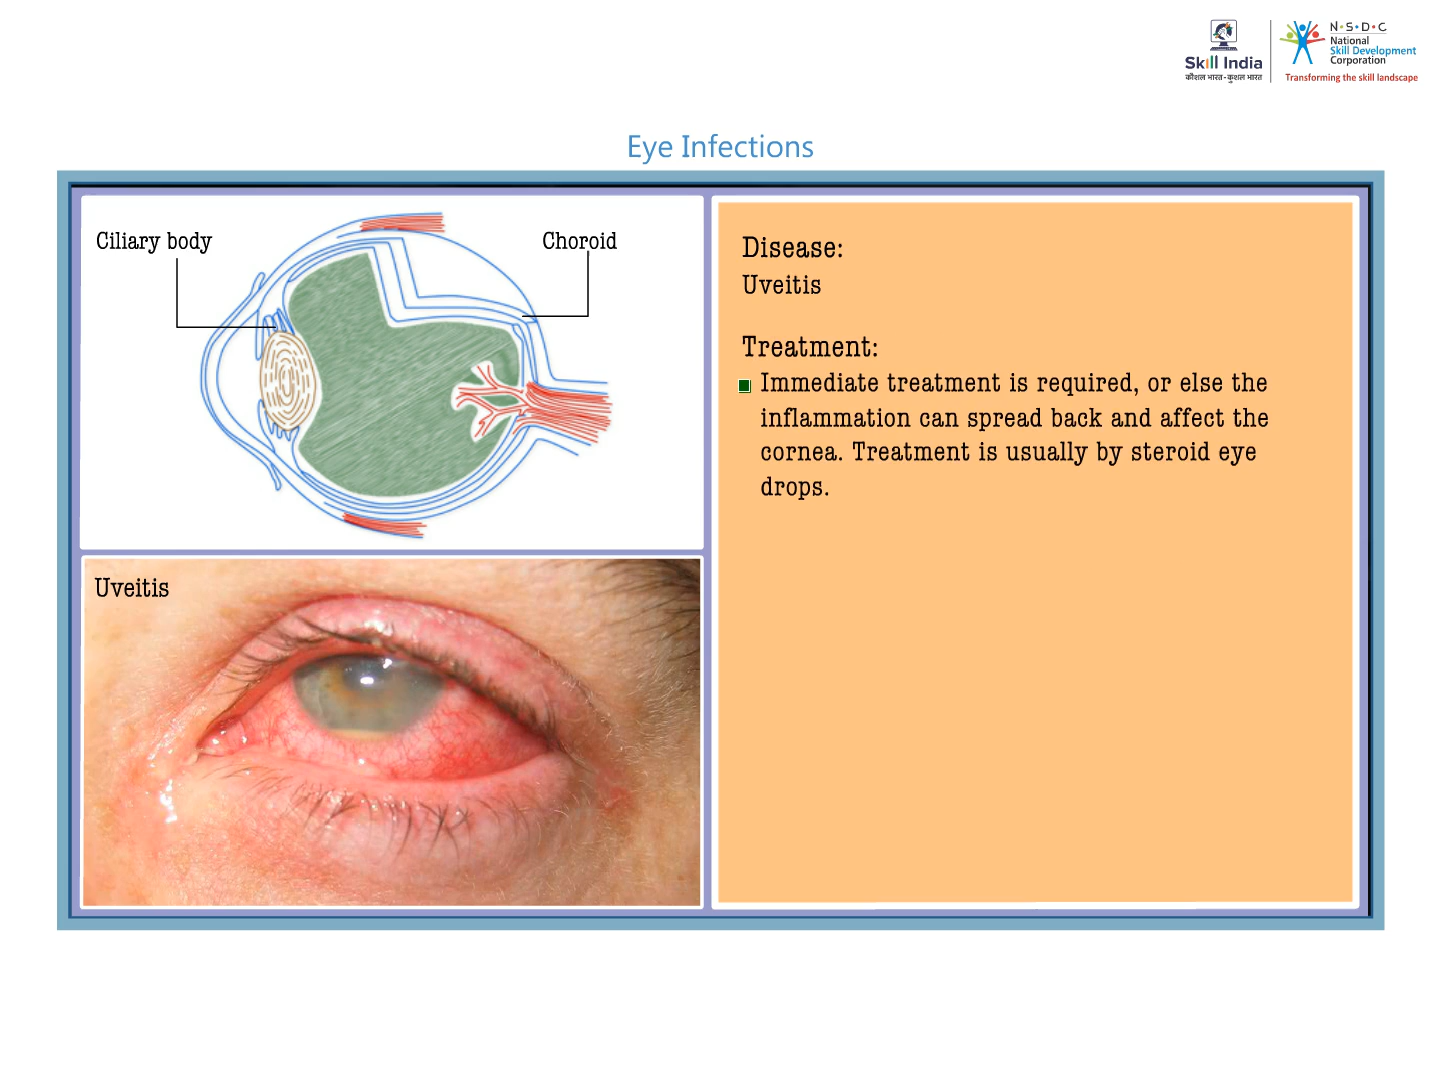 Skill India
कौशल भारत - कुशल भारत
N•S•D•C
National
Skill Development
Corporation
Transforming the skill landscape
Eye Infections
Ciliary body
Choroid
Uveitis
Disease:
Uveitis
Treatment:
Immediate treatment is required, or else the
inflammation can spread back and affect the
cornea. Treatment is usually by steroid eye
drops.